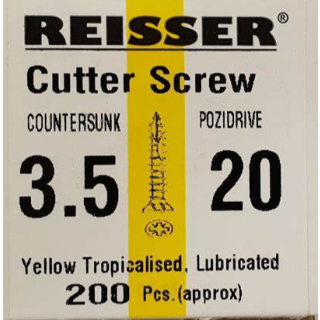 REISSER®
Cutter Screw
COUNTERSUNK POZIDRIVE
3.5 20
Yellow Tropicalised, Lubricated
200 Pcs.(approx)